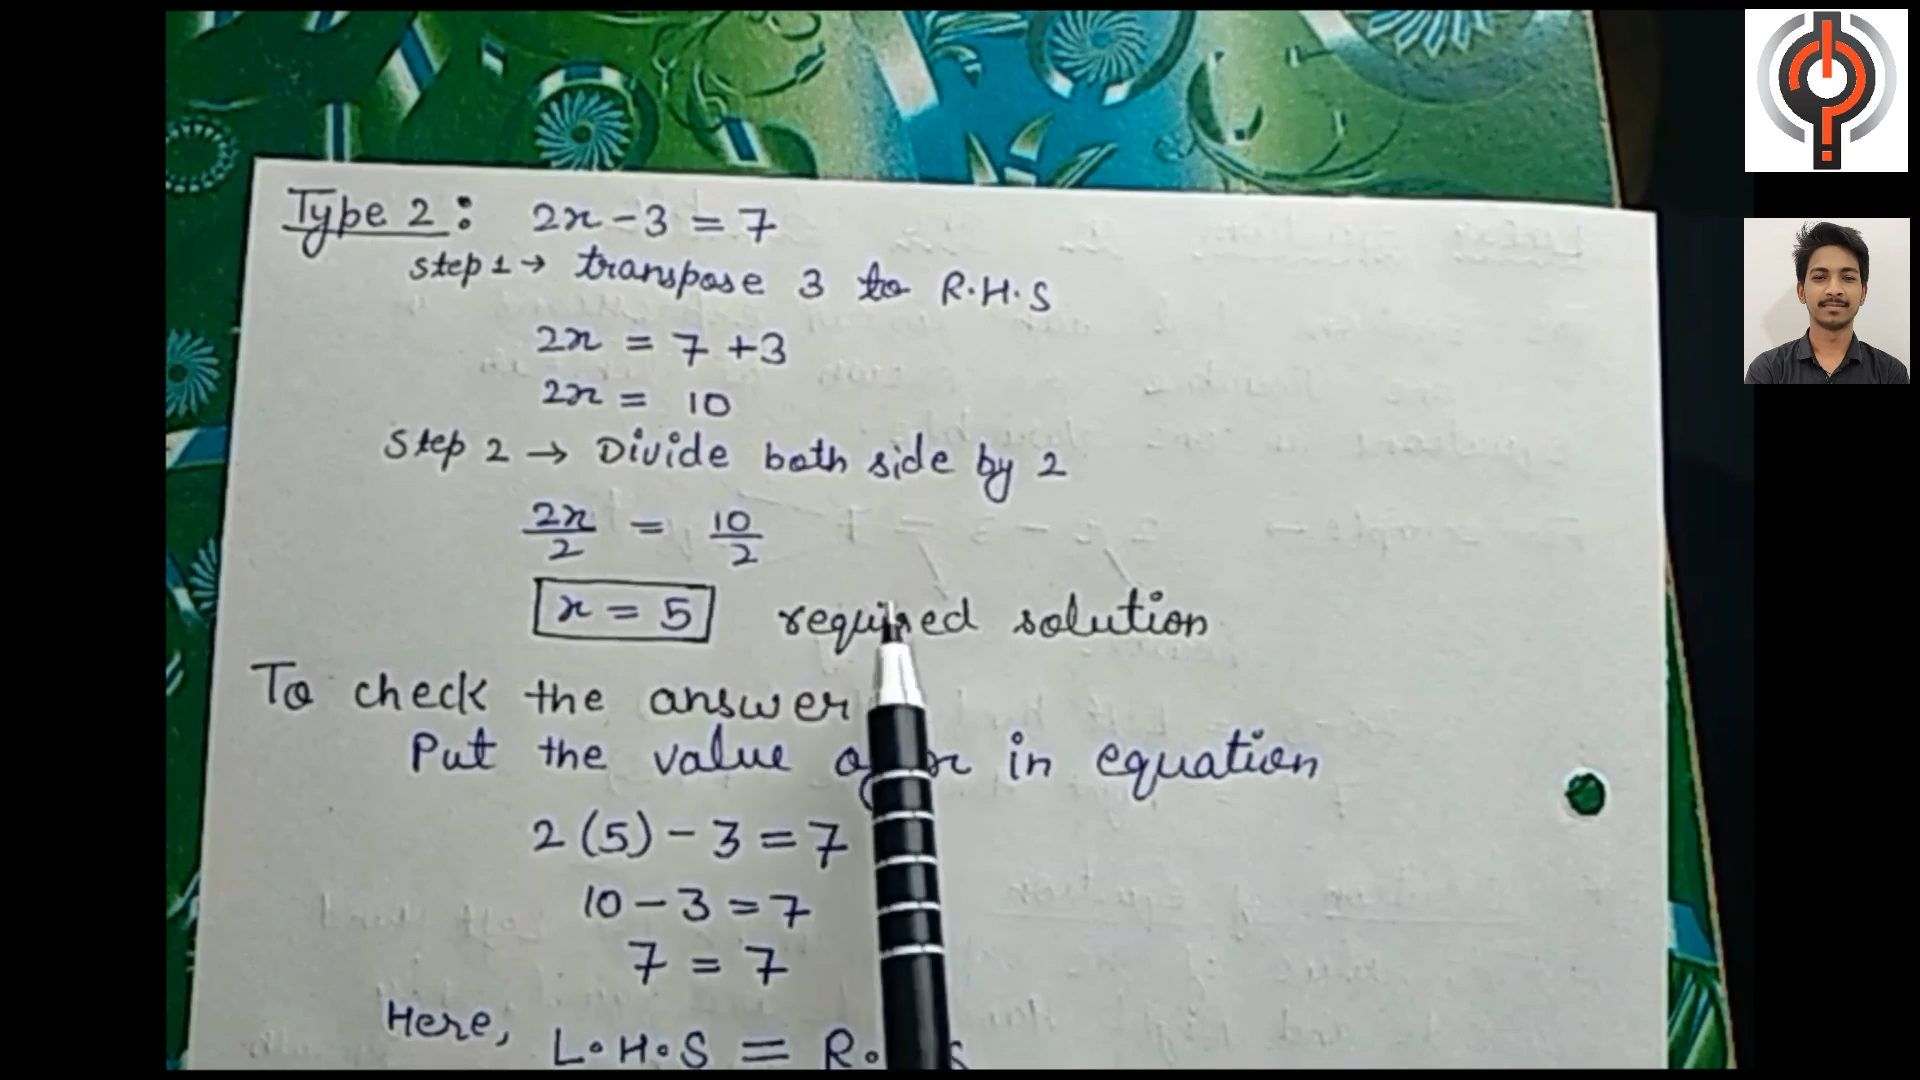 Type 2: 2x - 3 = 7
Step 1 → transpose 3 to R.H.S
2x = 7 + 3
2x = 10
Step 2 → Divide both side by 2
2x/2 = 10/2
x = 5 required solution
To check the answer
Put the value of x in equation
2(5) - 3 = 7
10 - 3 = 7
7 = 7
Here, L.H.S = R.H.S